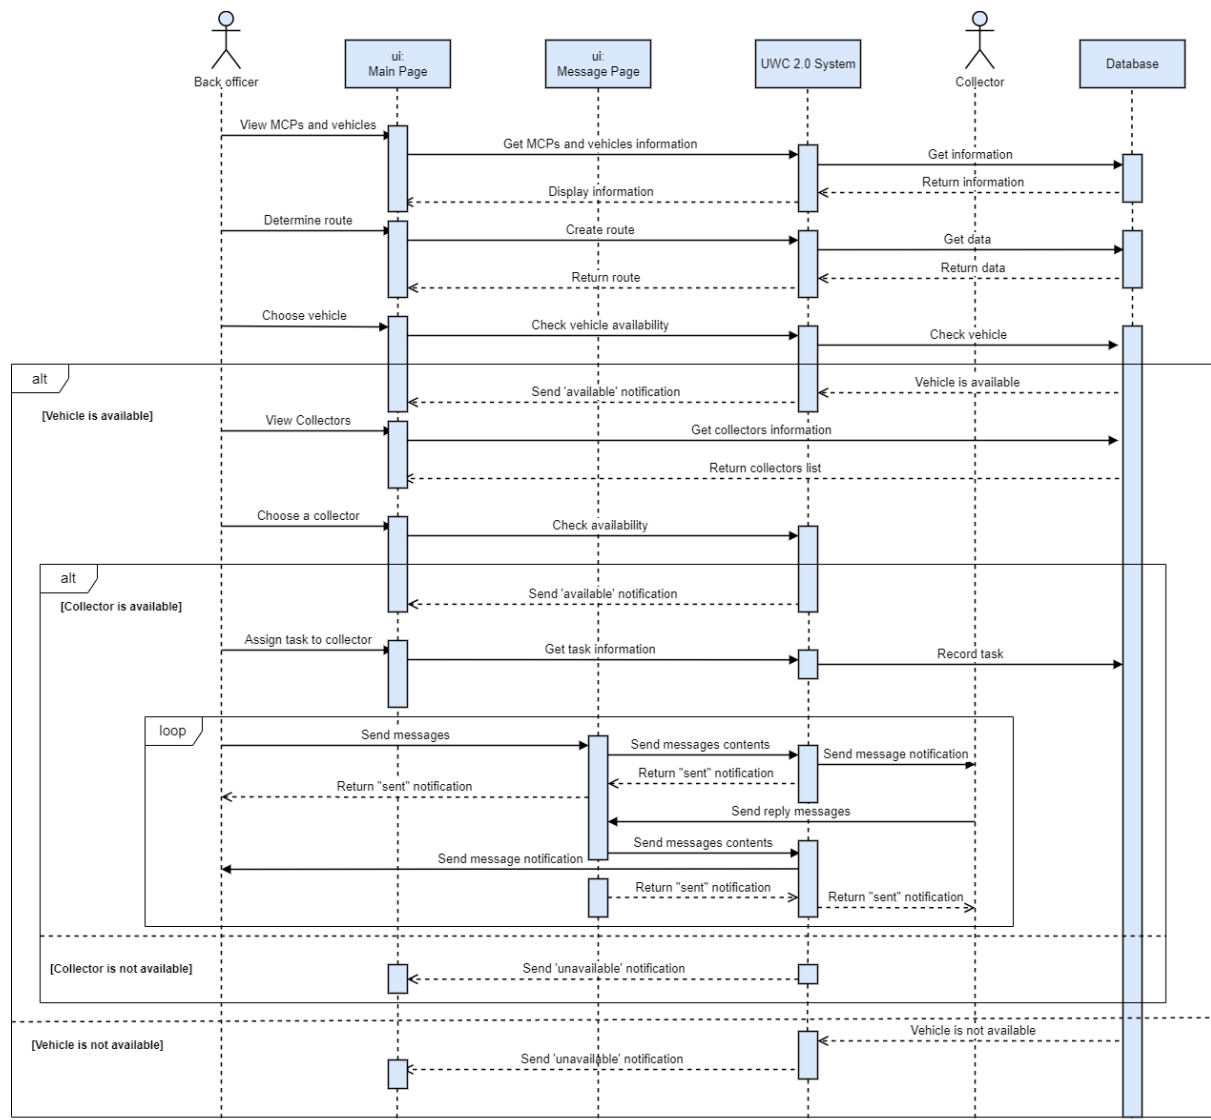 ui:
Main Page
ui:
Message Page
UWC 2.0 System
Database
Back officer
Collector
View MCPs and vehicles
Get MCPs and vehicles information
Get information
Return information
Display information
Determine route
Create route
Get data
Return data
Return route
Choose vehicle
Check vehicle availability
Check vehicle
alt
Vehicle is available
Send 'available' notification
[Vehicle is available]
View Collectors
Get collectors information
Return collectors list
Choose a collector
Check availability
alt
[Collector is available]
Send 'available' notification
Assign task to collector
Get task information
Record task
loop
Send messages
Send messages contents
Send message notification
Return "sent" notification
Return "sent" notification
Send reply messages
Send messages contents
Send message notification
Return "sent" notification
Return "sent" notification
[Collector is not available]
Send 'unavailable' notification
Vehicle is not available
[Vehicle is not available]
Send 'unavailable' notification